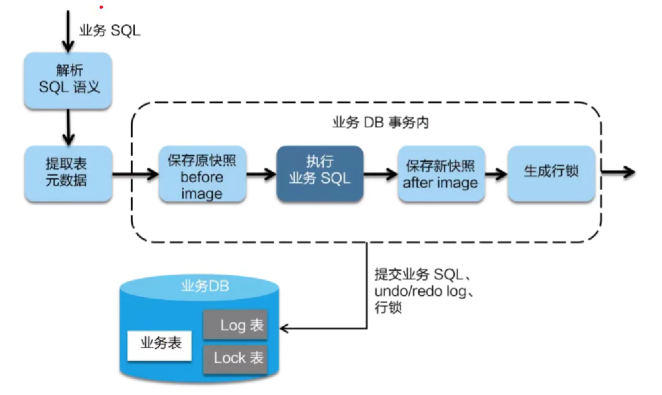 业务 SQL
解析
SQL 语义
业务 DB 事务内
提取表
元数据
保存原快照
before
image
执行
业务 SQL
保存新快照
after image
生成行锁
提交业务 SQL、
undo/redo log、
行锁
业务DB
业务表
Log 表
Lock 表